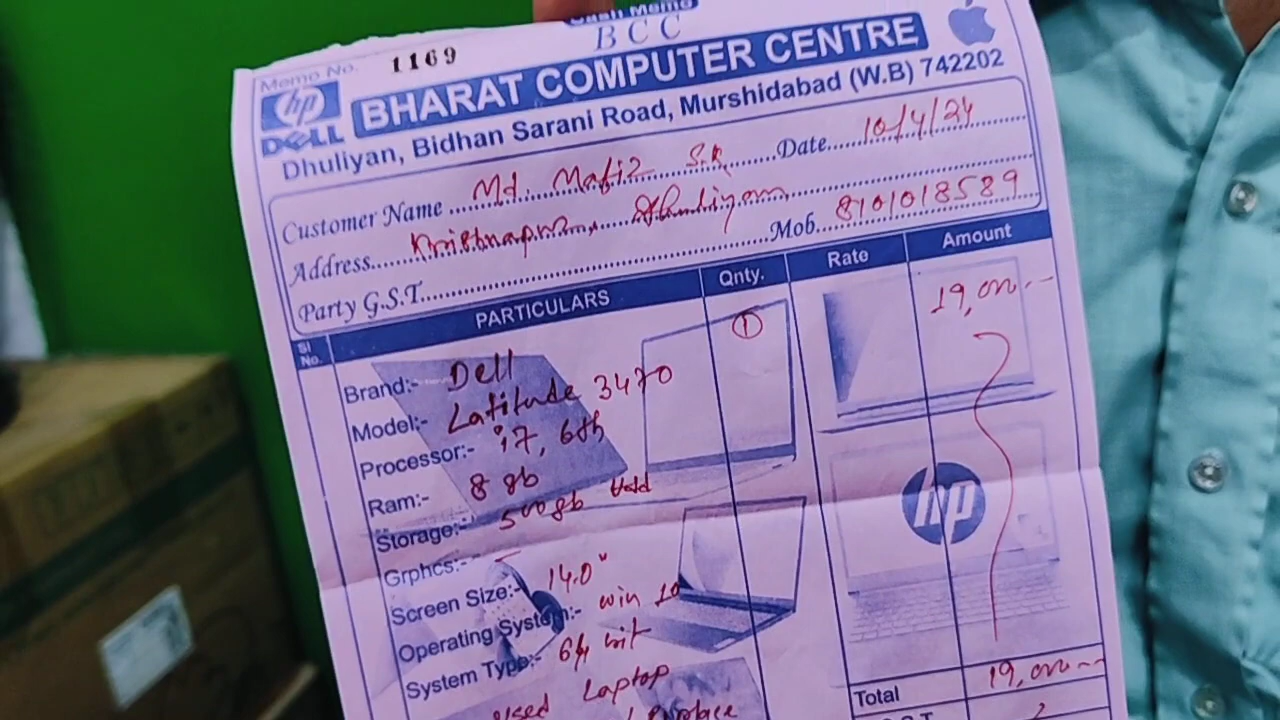 Cash Memo
Memo No. 1169 BCC
hp BHARAT COMPUTER CENTRE
DELL Dhuliyan, Bidhan Sarani Road, Murshidabad (W.B) 742202
Customer Name Md. Mafiz S.K Date 10/4/24
Address Krishnapur, Dhuliyan Mob. 8101018589
Party G.S.T.
Sl No. PARTICULARS Qnty. Rate Amount
Brand:- Dell 1 19,000
Model:- Latitude 3470
Processor:- i7, 6th
Ram:- 8 gb
Storage:- 500gb Hdd
Grphcs:-
hp
Screen Size:- 14.0"
Operating System:- win 10
System Type:- 64 bit
Used Laptop
Total 19,000